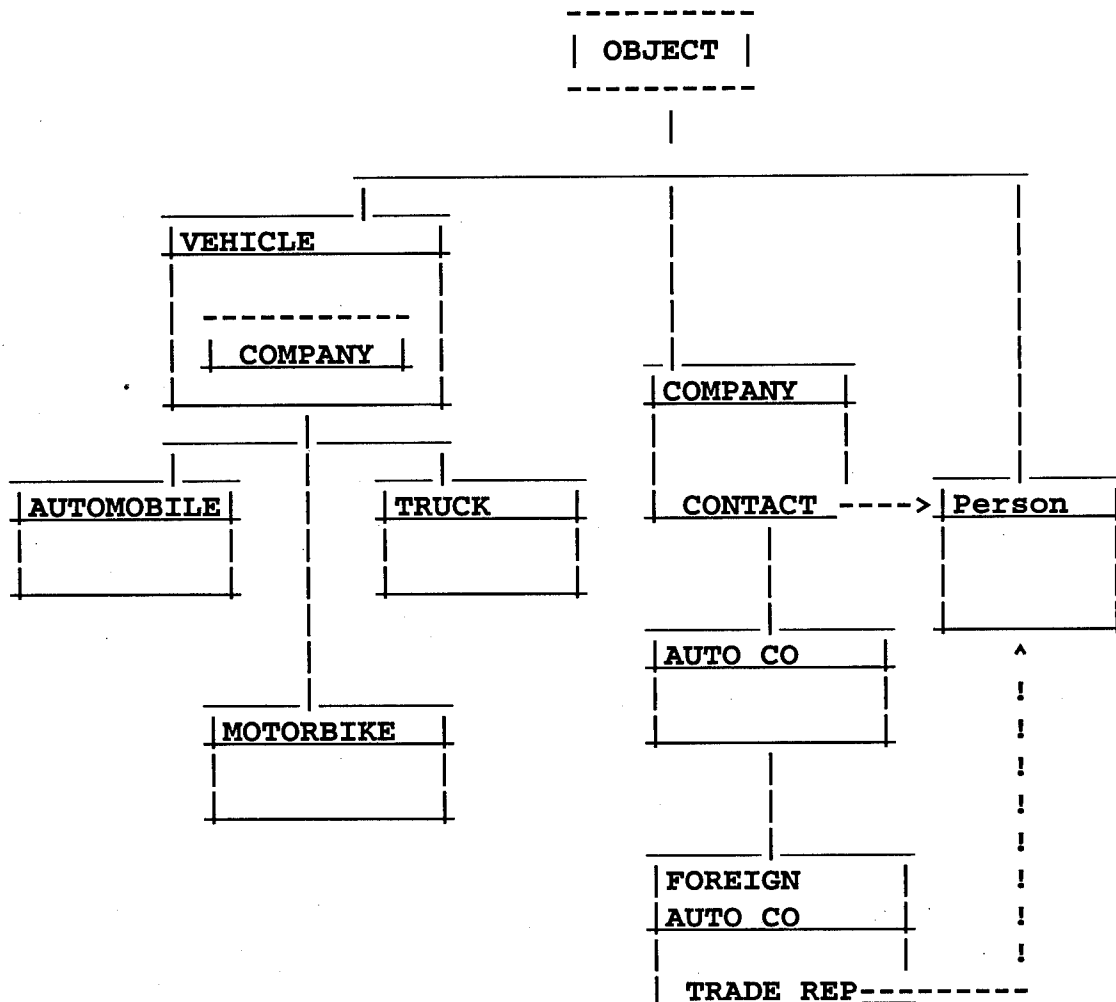 OBJECT
VEHICLE
COMPANY
COMPANY
AUTOMOBILE
TRUCK
CONTACT
Person
AUTO CO
MOTORBIKE
FOREIGN
AUTO CO
TRADE REP